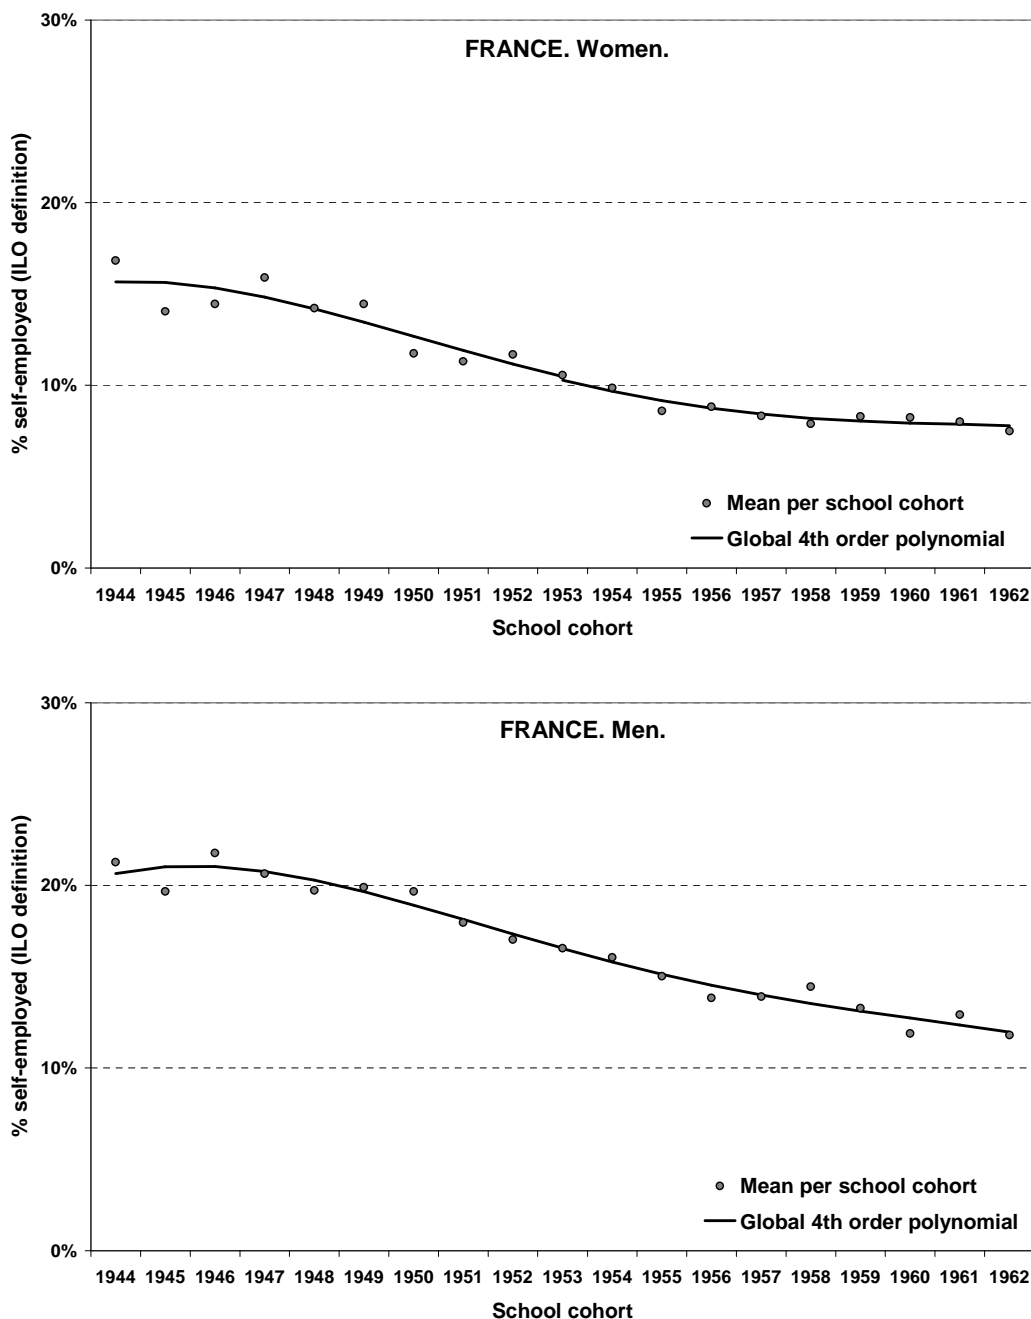 FRANCE. Women.
% self-employed (ILO definition)
30%
20%
10%
0%
Mean per school cohort
Global 4th order polynomial
1944 1945 1946 1947 1948 1949 1950 1951 1952 1953 1954 1955 1956 1957 1958 1959 1960 1961 1962
School cohort
FRANCE. Men.
% self-employed (ILO definition)
30%
20%
10%
0%
Mean per school cohort
Global 4th order polynomial
1944 1945 1946 1947 1948 1949 1950 1951 1952 1953 1954 1955 1956 1957 1958 1959 1960 1961 1962
School cohort